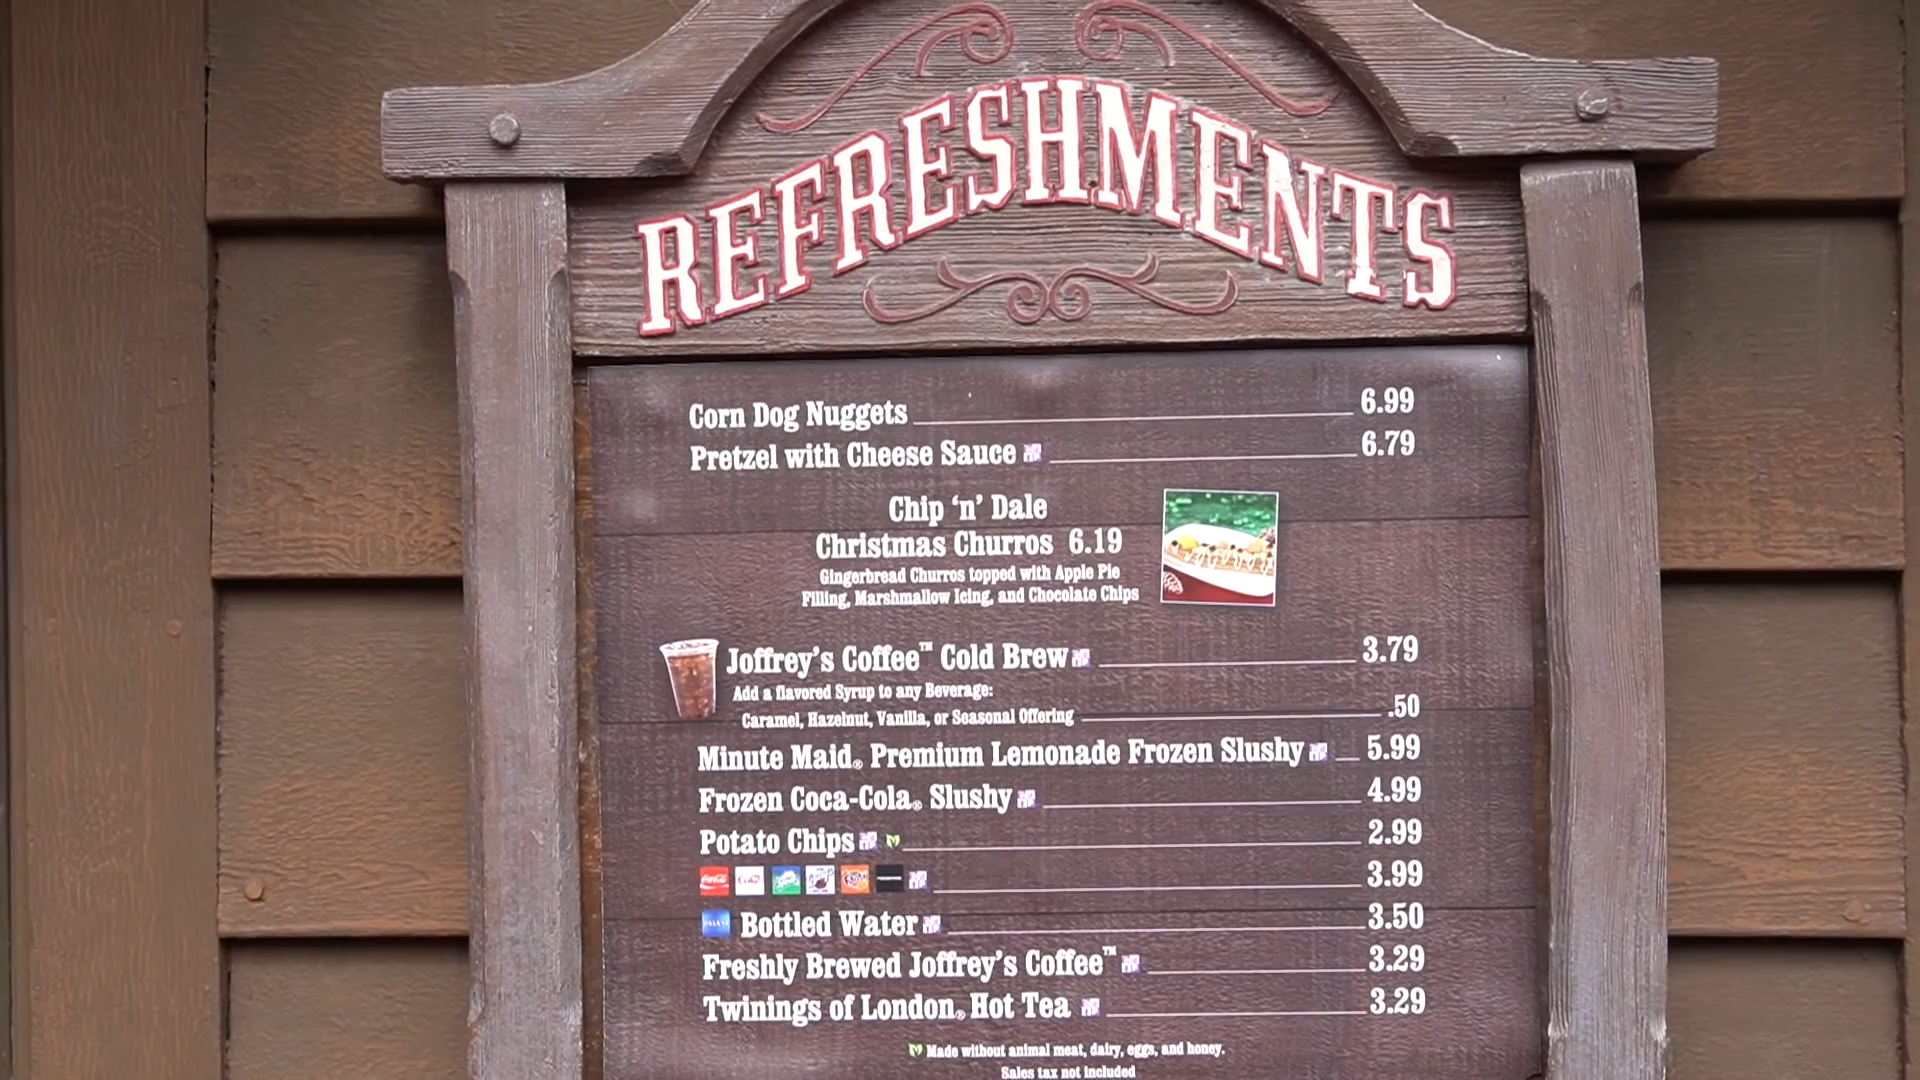 REFRESHMENTS
Corn Dog Nuggets 6.99
Pretzel with Cheese Sauce 6.79
Chip ‘n’ Dale
Christmas Churros 6.19
Gingerbread Churros topped with Apple Pie
Filling, Marshmallow Icing, and Chocolate Chips
Joffrey’s Coffee™ Cold Brew 3.79
Add a flavored Syrup to any Beverage:
Caramel, Hazelnut, Vanilla, or Seasonal Offering .50
Minute Maid® Premium Lemonade Frozen Slushy 5.99
Frozen Coca-Cola® Slushy 4.99
Potato Chips 2.99
3.99
Bottled Water 3.50
Freshly Brewed Joffrey’s Coffee™ 3.29
Twinings of London® Hot Tea 3.29
Made without animal meat, dairy, eggs, and honey.
Sales tax not included